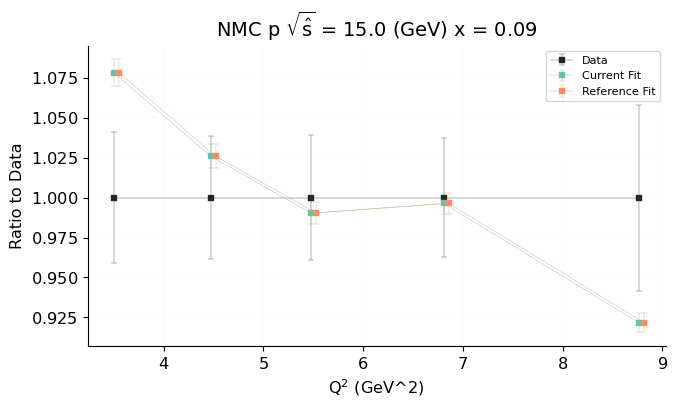 NMC p √ŝ = 15.0 (GeV) x = 0.09
Data
Current Fit
Reference Fit
Ratio to Data
1.075
1.050
1.025
1.000
0.975
0.950
0.925
4 5 6 7 8 9
Q² (GeV^2)